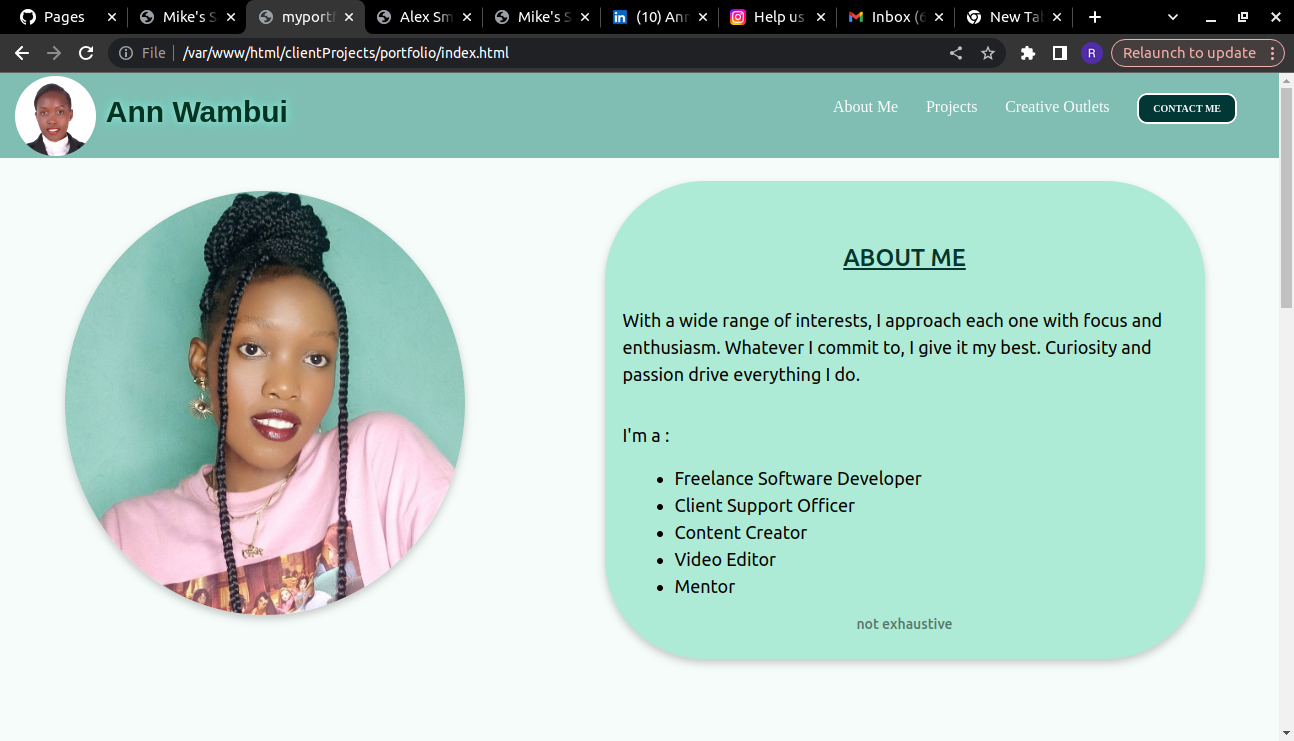 Pages
Mike's S
myportf
Alex Sm
Mike's S
(10) Ann
Help us
Inbox (6
New Tab
File
/var/www/html/clientProjects/portfolio/index.html
R
Relaunch to update
Ann Wambui
About Me
Projects
Creative Outlets
CONTACT ME
ABOUT ME
With a wide range of interests, I approach each one with focus and
enthusiasm. Whatever I commit to, I give it my best. Curiosity and
passion drive everything I do.
I'm a :
• Freelance Software Developer
• Client Support Officer
• Content Creator
• Video Editor
• Mentor
not exhaustive